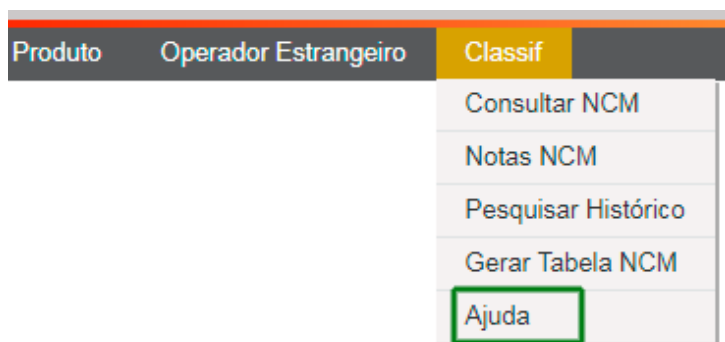 Produto Operador Estrangeiro Classif
Consultar NCM
Notas NCM
Pesquisar Histórico
Gerar Tabela NCM
Ajuda